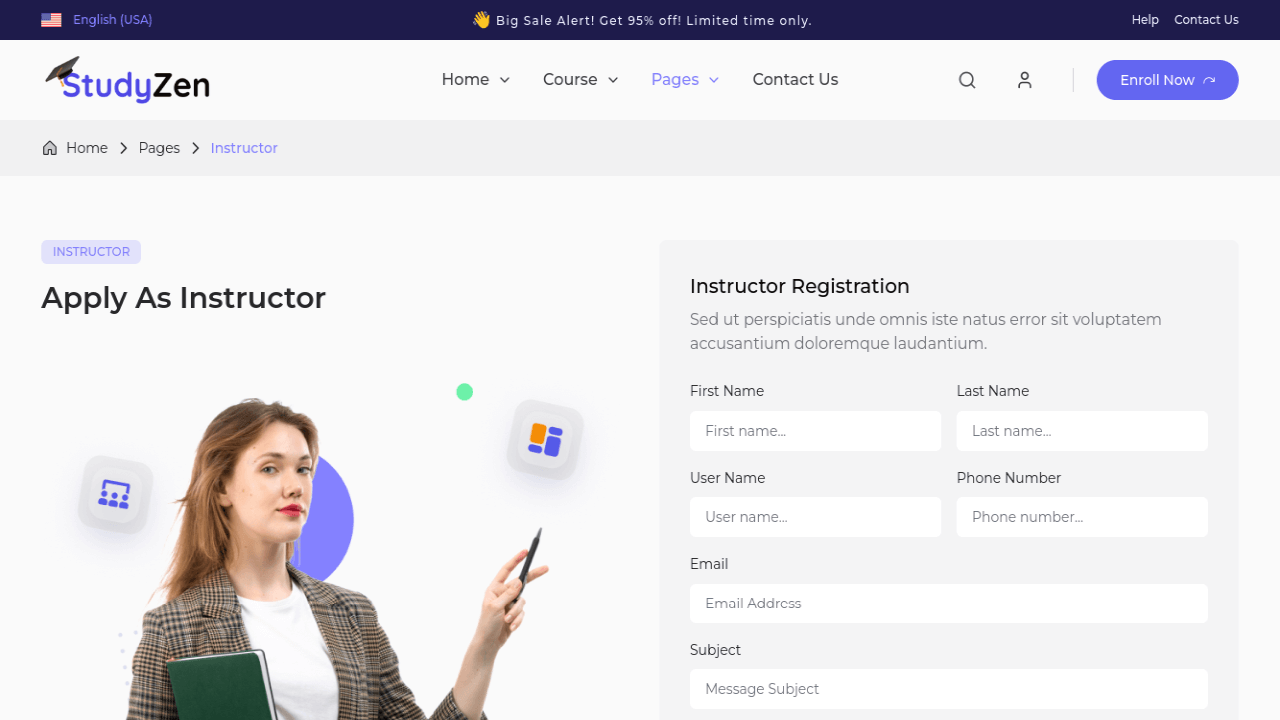 English (USA)
👋 Big Sale Alert! Get 95% off! Limited time only.
Help Contact Us
StudyZen
Home Course Pages Contact Us
Enroll Now
Home Pages Instructor
INSTRUCTOR
Apply As Instructor
Instructor Registration
Sed ut perspiciatis unde omnis iste natus error sit voluptatem
accusantium doloremque laudantium.
First Name Last Name
First name... Last name...
User Name Phone Number
User name... Phone number...
Email
Email Address
Subject
Message Subject